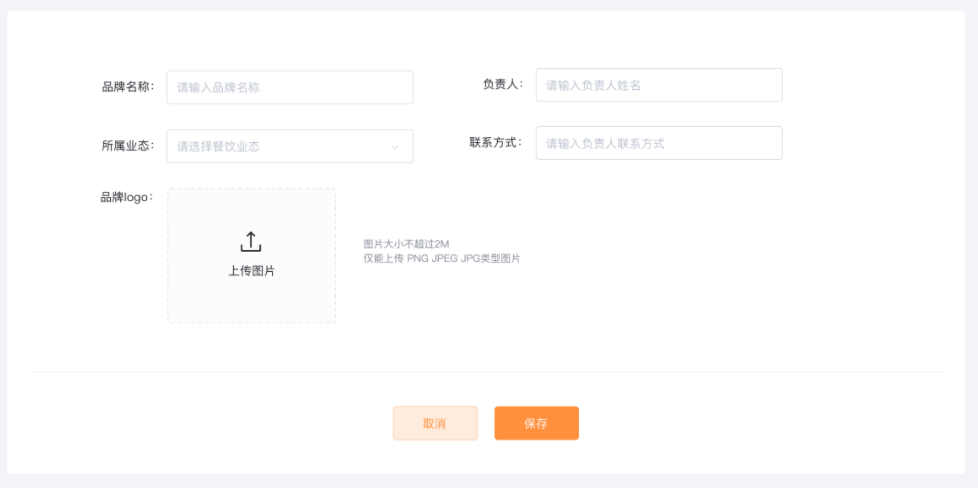 品牌名称：
请输入品牌名称
负责人：
请输入负责人姓名
所属业态：
请选择餐饮业态
联系方式：
请输入负责人联系方式
品牌logo：
上传图片
图片大小不超过2M
仅能上传 PNG JPEG JPG类型图片
取消
保存